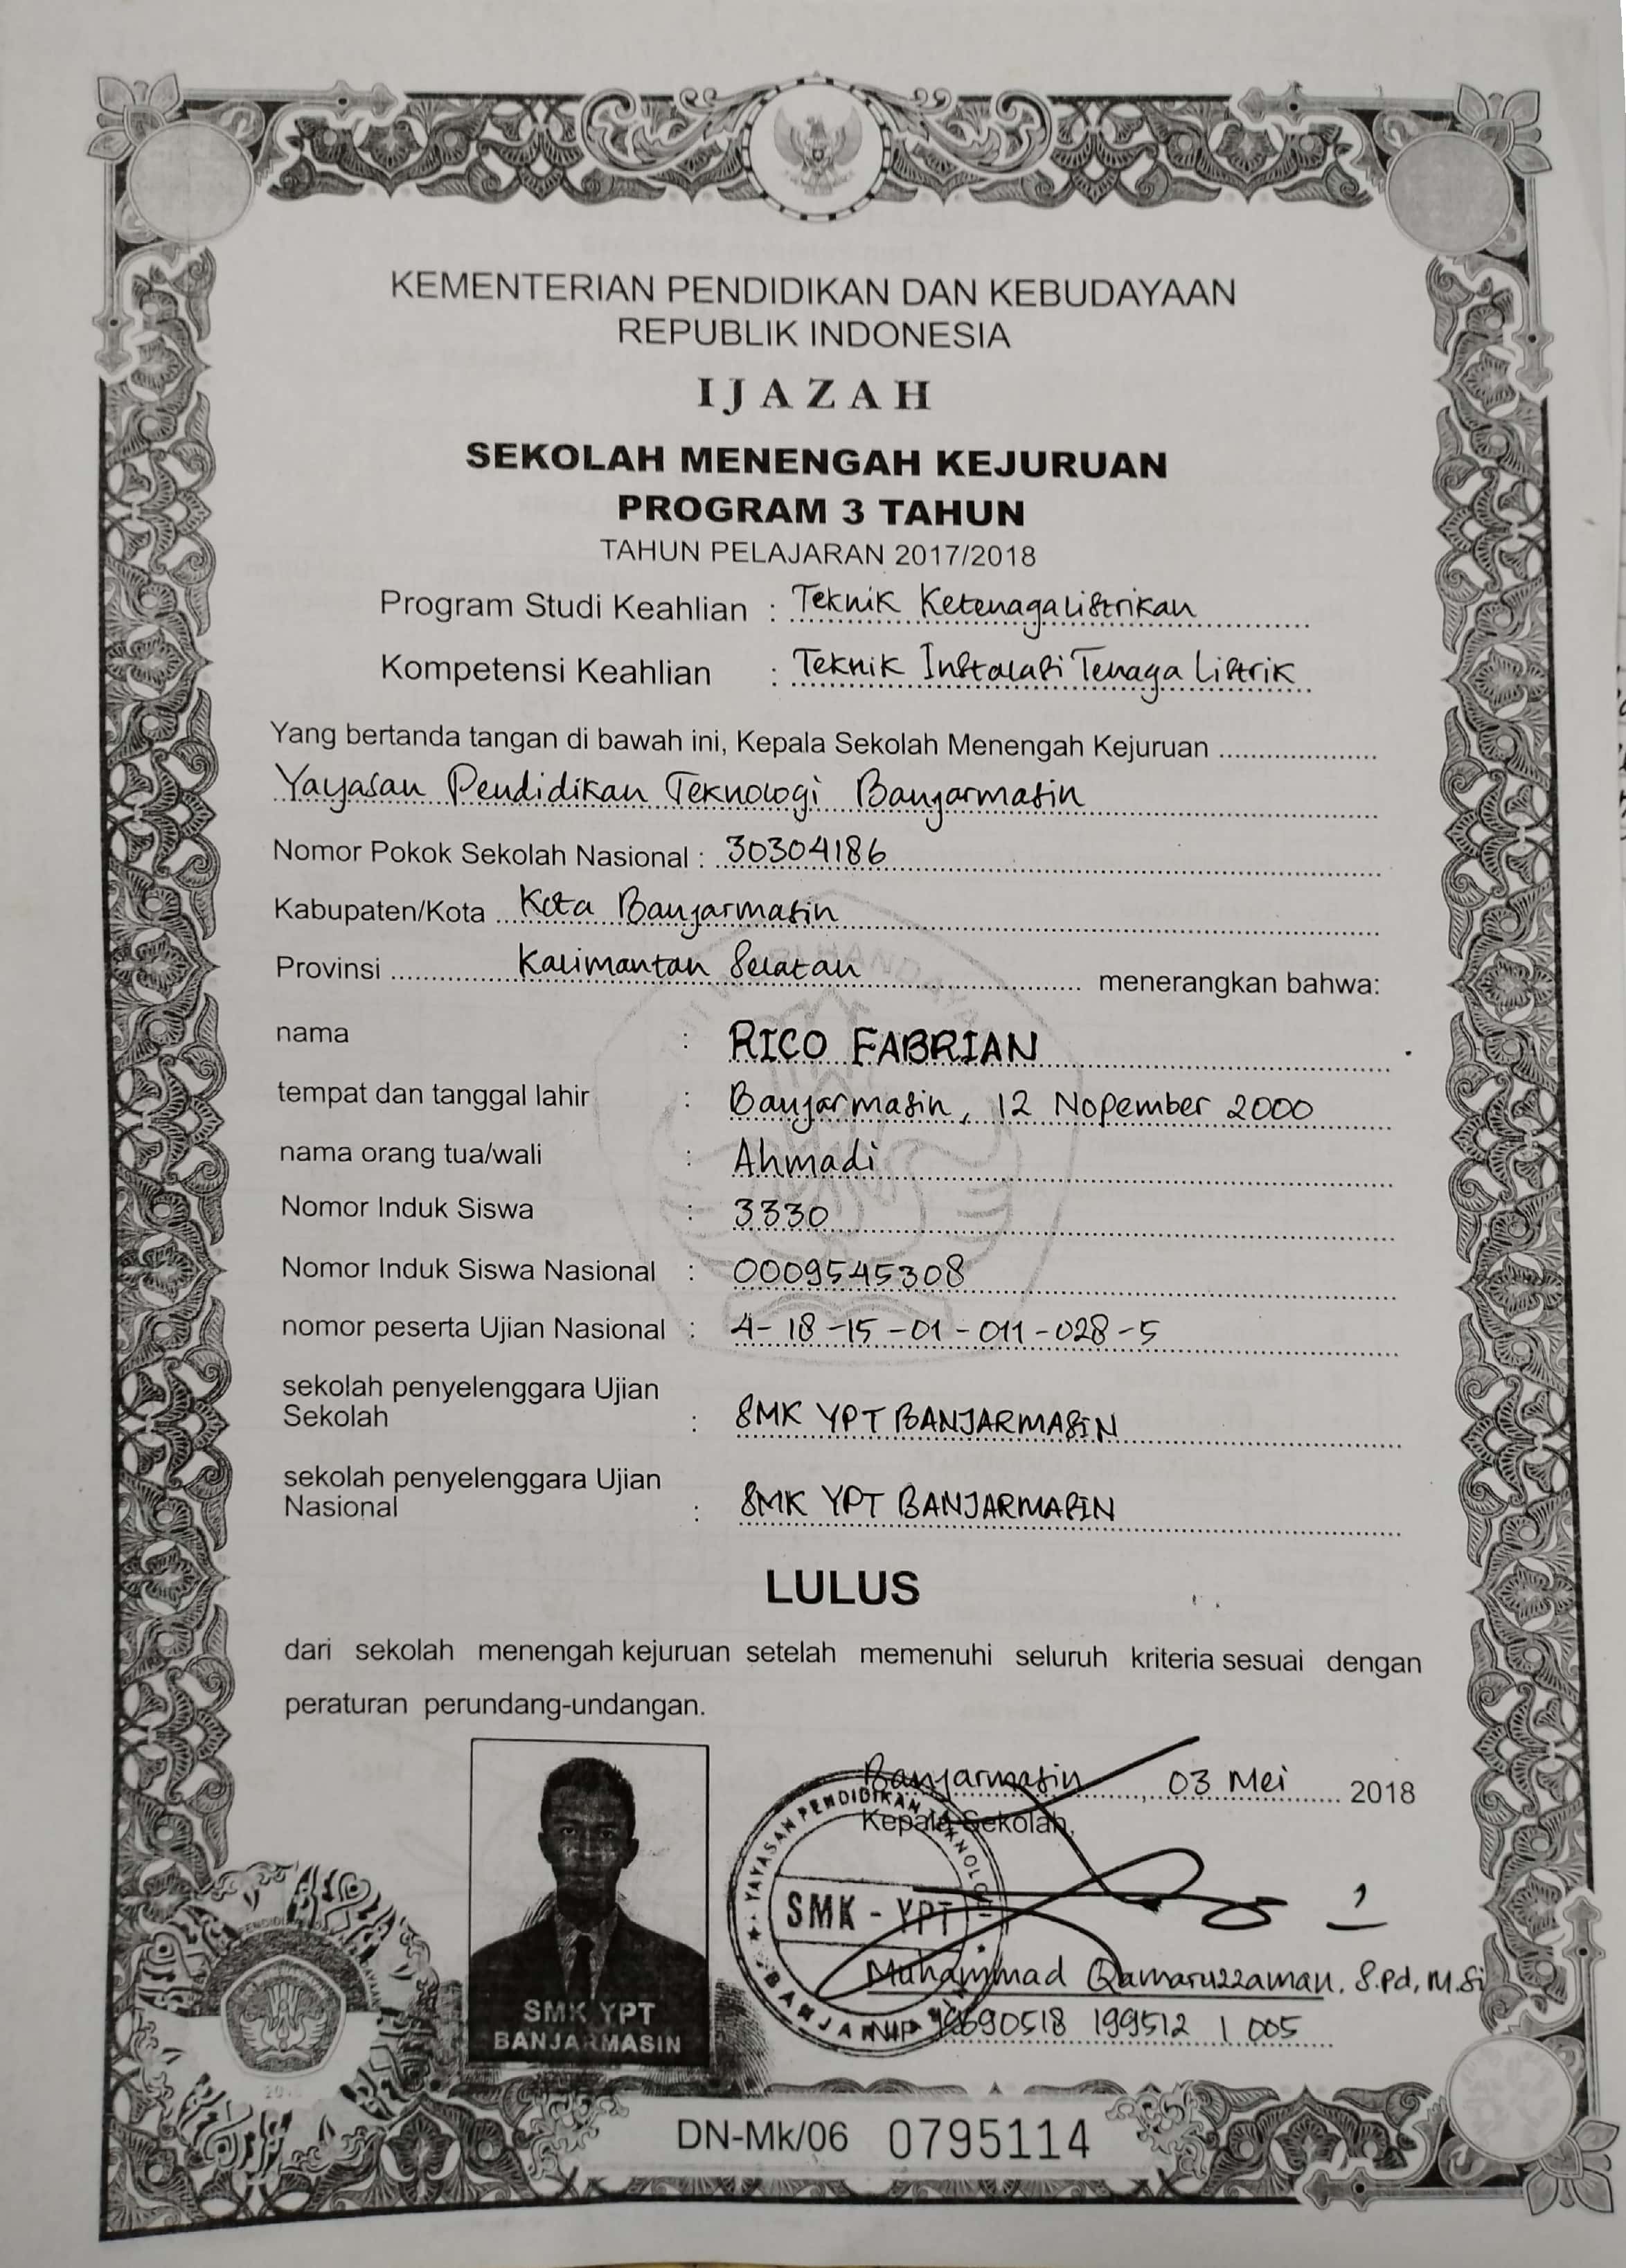 KEMENTERIAN PENDIDIKAN DAN KEBUDAYAAN
REPUBLIK INDONESIA
IJAZAH
SEKOLAH MENENGAH KEJURUAN
PROGRAM 3 TAHUN
TAHUN PELAJARAN 2017/2018
Program Studi Keahlian : Teknik Ketenagalistrikan
Kompetensi Keahlian : Teknik Instalasi Tenaga Listrik
Yang bertanda tangan di bawah ini, Kepala Sekolah Menengah Kejuruan
Yayasan Pendidikan Teknologi Banjarmasin
Nomor Pokok Sekolah Nasional : 30304186
Kabupaten/Kota Kota Banjarmasin
Provinsi Kalimantan Selatan menerangkan bahwa:
nama : RICO FABRIAN
tempat dan tanggal lahir : Banjarmasin, 12 Nopember 2000
nama orang tua/wali : Ahmadi
Nomor Induk Siswa : 3330
Nomor Induk Siswa Nasional : 0009545308
nomor peserta Ujian Nasional : 4-18-15-01-011-028-5
sekolah penyelenggara Ujian
Sekolah : SMK YPT BANJARMASIN
sekolah penyelenggara Ujian
Nasional : SMK YPT BANJARMASIN
LULUS
dari sekolah menengah kejuruan setelah memenuhi seluruh kriteria sesuai dengan
peraturan perundang-undangan.
Banjarmasin, 03 Mei 2018
Kepala Sekolah,
YAYASAN PENDIDIKAN TEKNOLOGI
SMK - YPT
Muhammad Qamaruzzaman, S.Pd, M.Si
NIP 19690518 199512 1 005
SMK YPT
BANJARMASIN
DN-Mk/06 0795114